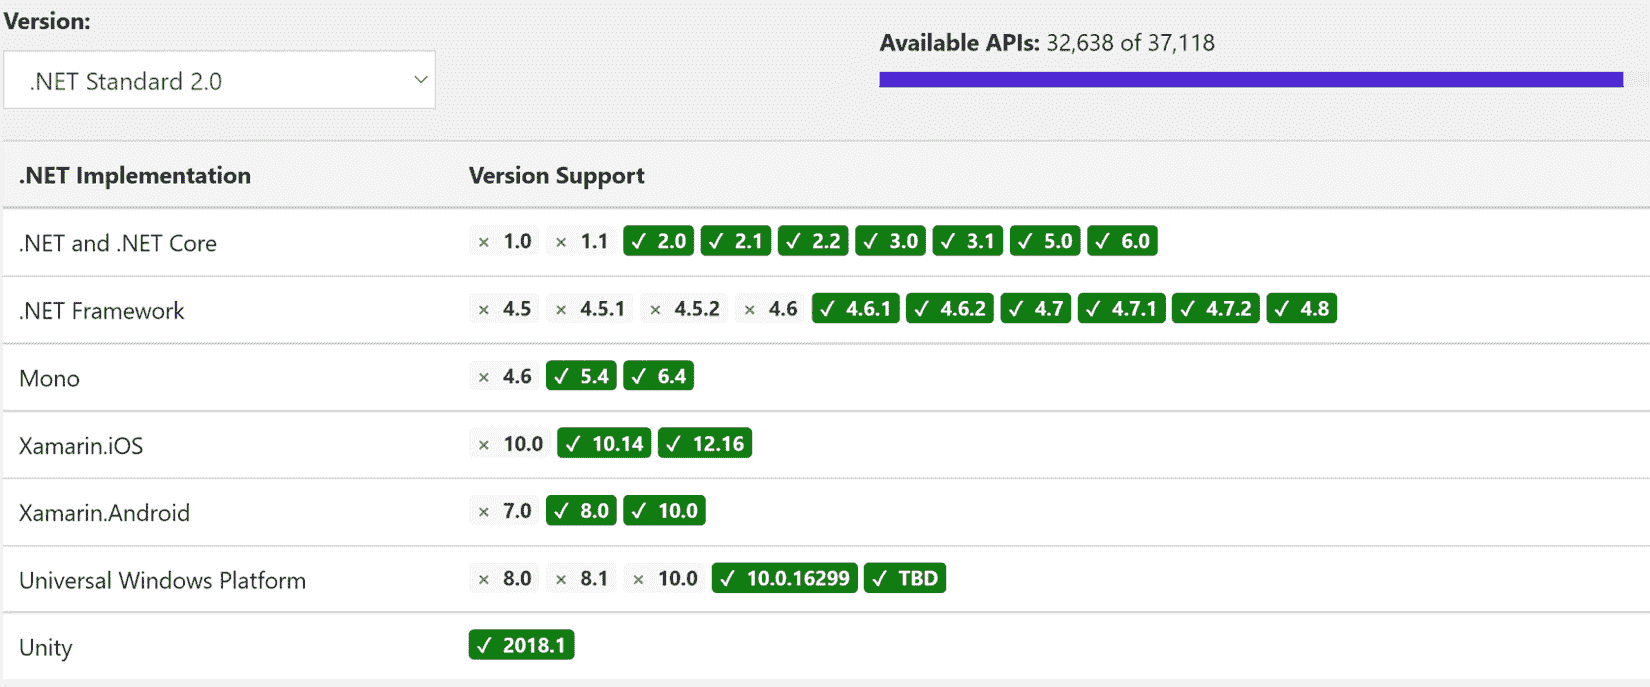 Version:
Available APIs: 32,638 of 37,118
.NET Standard 2.0
.NET Implementation Version Support
.NET and .NET Core × 1.0 × 1.1 ✓ 2.0 ✓ 2.1 ✓ 2.2 ✓ 3.0 ✓ 3.1 ✓ 5.0 ✓ 6.0
.NET Framework × 4.5 × 4.5.1 × 4.5.2 × 4.6 ✓ 4.6.1 ✓ 4.6.2 ✓ 4.7 ✓ 4.7.1 ✓ 4.7.2 ✓ 4.8
Mono × 4.6 ✓ 5.4 ✓ 6.4
Xamarin.iOS × 10.0 ✓ 10.14 ✓ 12.16
Xamarin.Android × 7.0 ✓ 8.0 ✓ 10.0
Universal Windows Platform × 8.0 × 8.1 × 10.0 ✓ 10.0.16299 ✓ TBD
Unity ✓ 2018.1